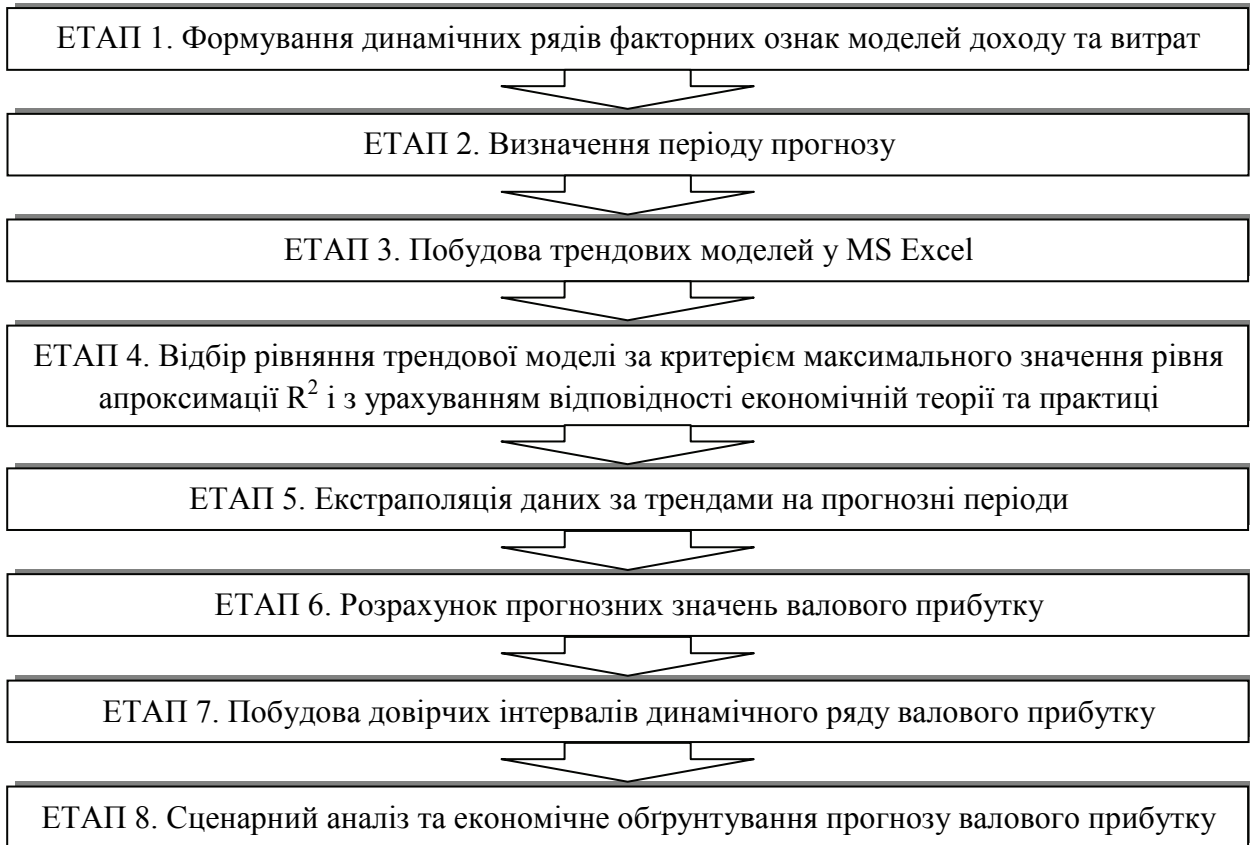 ЕТАП 1. Формування динамічних рядів факторних ознак моделей доходу та витрат
ЕТАП 2. Визначення періоду прогнозу
ЕТАП 3. Побудова трендових моделей у MS Excel
ЕТАП 4. Відбір рівняння трендової моделі за критерієм максимального значення рівня
апроксимації R² і з урахуванням відповідності економічній теорії та практиці
ЕТАП 5. Екстраполяція даних за трендами на прогнозні періоди
ЕТАП 6. Розрахунок прогнозних значень валового прибутку
ЕТАП 7. Побудова довірчих інтервалів динамічного ряду валового прибутку
ЕТАП 8. Сценарний аналіз та економічне обґрунтування прогнозу валового прибутку